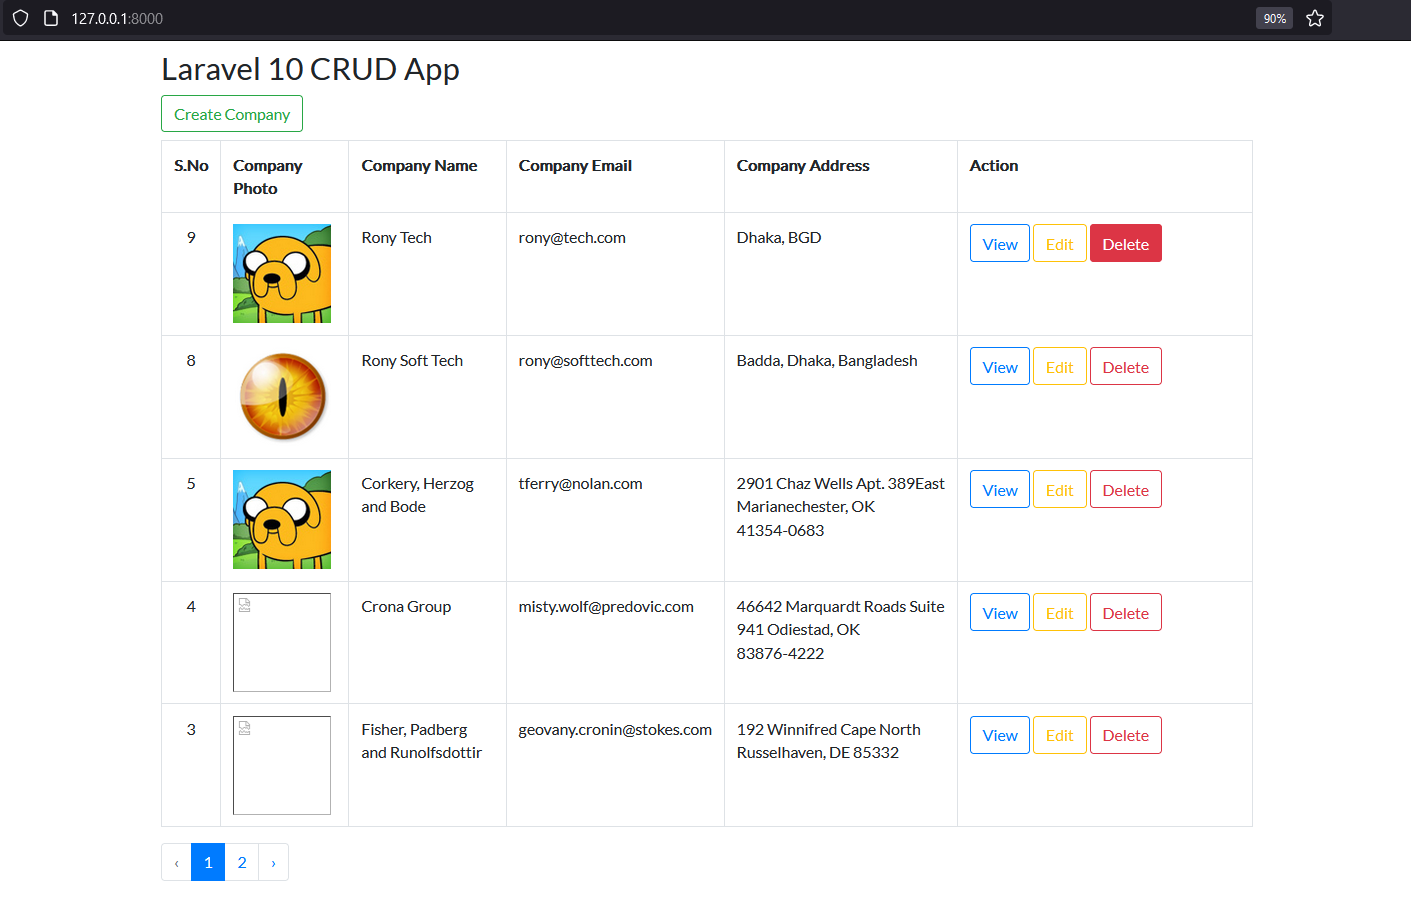 127.0.0.1:8000
90%
Laravel 10 CRUD App
Create Company
S.No
Company
Photo
Company Name
Company Email
Company Address
Action
9
Rony Tech
rony@tech.com
Dhaka, BGD
View
Edit
Delete
8
Rony Soft Tech
rony@softtech.com
Badda, Dhaka, Bangladesh
View
Edit
Delete
5
Corkery, Herzog
and Bode
tferry@nolan.com
2901 Chaz Wells Apt. 389East
Marianechester, OK
41354-0683
View
Edit
Delete
4
Crona Group
misty.wolf@predovic.com
46642 Marquardt Roads Suite
941 Odiestad, OK
83876-4222
View
Edit
Delete
3
Fisher, Padberg
and Runolfsdottir
geovany.cronin@stokes.com
192 Winnifred Cape North
Russelhaven, DE 85332
View
Edit
Delete
‹ 1 2 ›